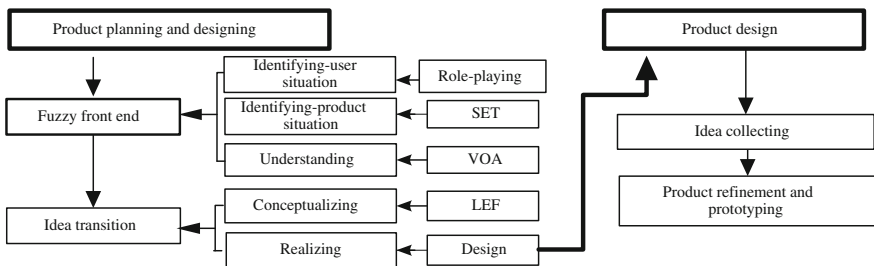 Product planning and designing
Product design
Identifying-user
situation
Role-playing
Fuzzy front end
Identifying-product
situation
SET
Idea collecting
Understanding
VOA
Product refinement and
prototyping
Conceptualizing
LEF
Idea transition
Realizing
Design